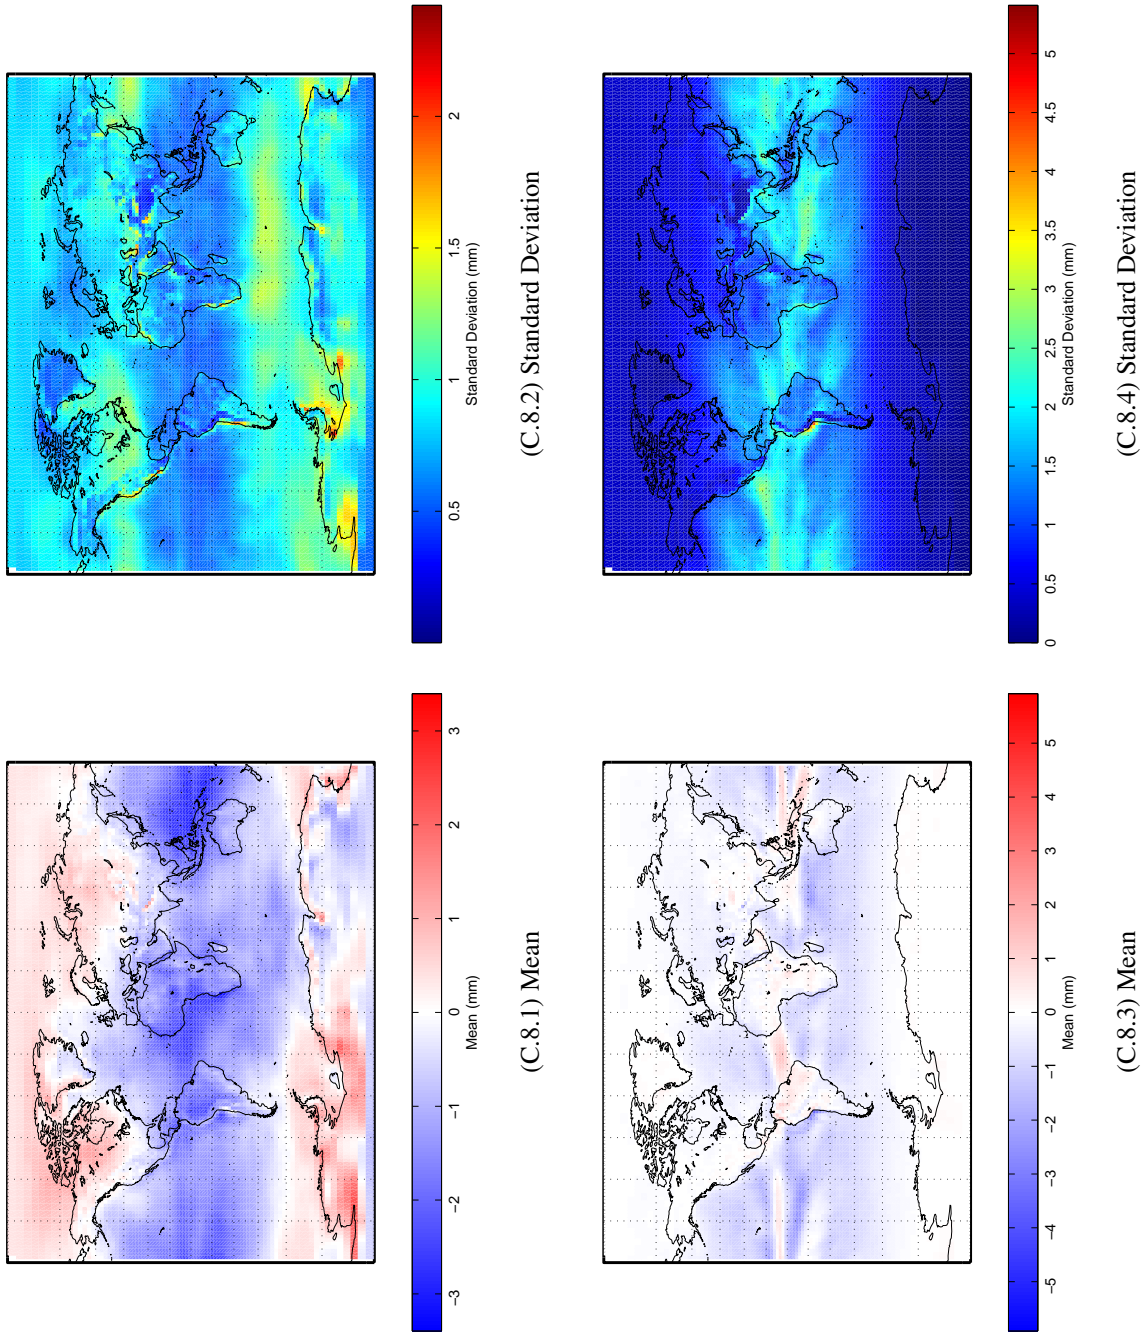 −3 −2 −1 0 1 2 3
Mean (mm)
(C.8.1) Mean
0.5 1 1.5 2
Standard Deviation (mm)
(C.8.2) Standard Deviation
−5 −4 −3 −2 −1 0 1 2 3 4 5
Mean (mm)
(C.8.3) Mean
0 0.5 1 1.5 2 2.5 3 3.5 4 4.5 5
Standard Deviation (mm)
(C.8.4) Standard Deviation